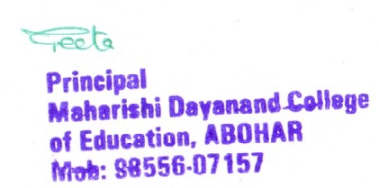 Geeta
Principal
Maharishi Dayanand College
of Education, ABOHAR
Mob: 98556-07157